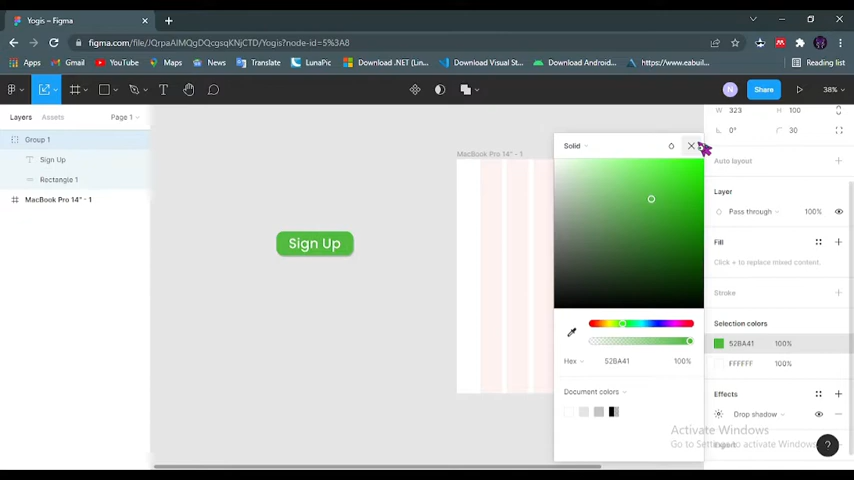 Yogis – Figma
figma.com/file/JQrpaAlMQgDQcgsqKNjCTD/Yogis?node-id=5%3A8
Apps Gmail YouTube Maps News Translate LunaPic Download .NET (Lin... Download Visual St... Download Android... https://www.eabuil... Reading list
N Share 38%
Layers Assets Page 1
Group 1
Sign Up
Rectangle 1
MacBook Pro 14" - 1
MacBook Pro 14" - 1
Sign Up
Solid
Hex 52BA41 100%
Document colors
W 323 H 100
0° 30
Auto layout
Layer
Pass through 100%
Fill
Click + to replace mixed content.
Stroke
Selection colors
52BA41 100%
FFFFFF 100%
Effects
Drop shadow
Activate Windows
Go to Settings to activate Windows.
Export
?